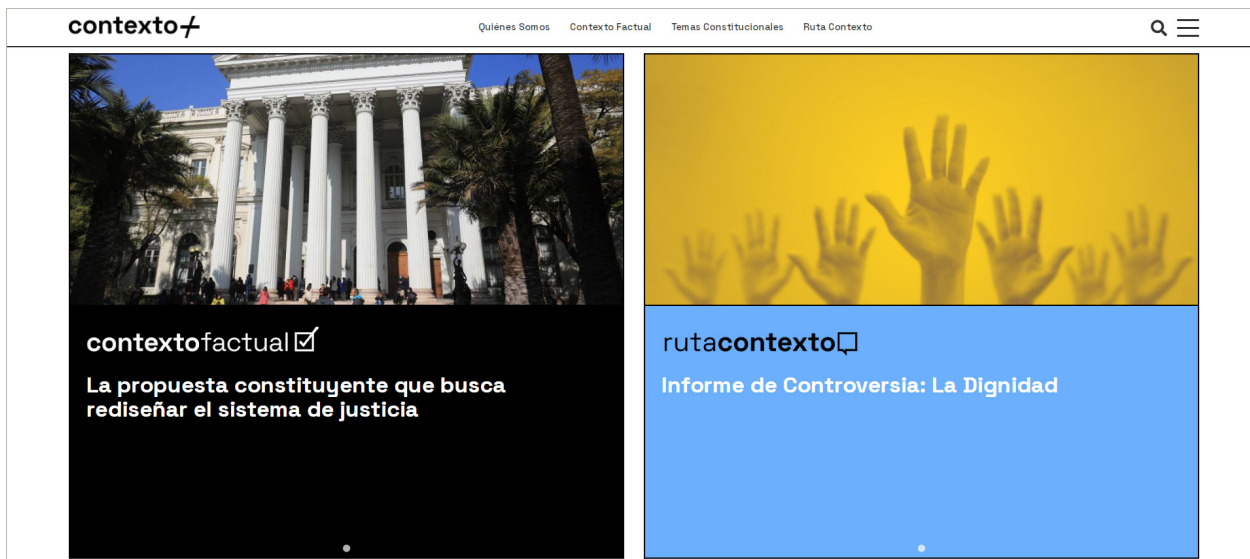 contexto+
Quiénes Somos Contexto Factual Temas Constitucionales Ruta Contexto
contextofactual
La propuesta constituyente que busca
rediseñar el sistema de justicia
rutacontexto
Informe de Controversia: La Dignidad